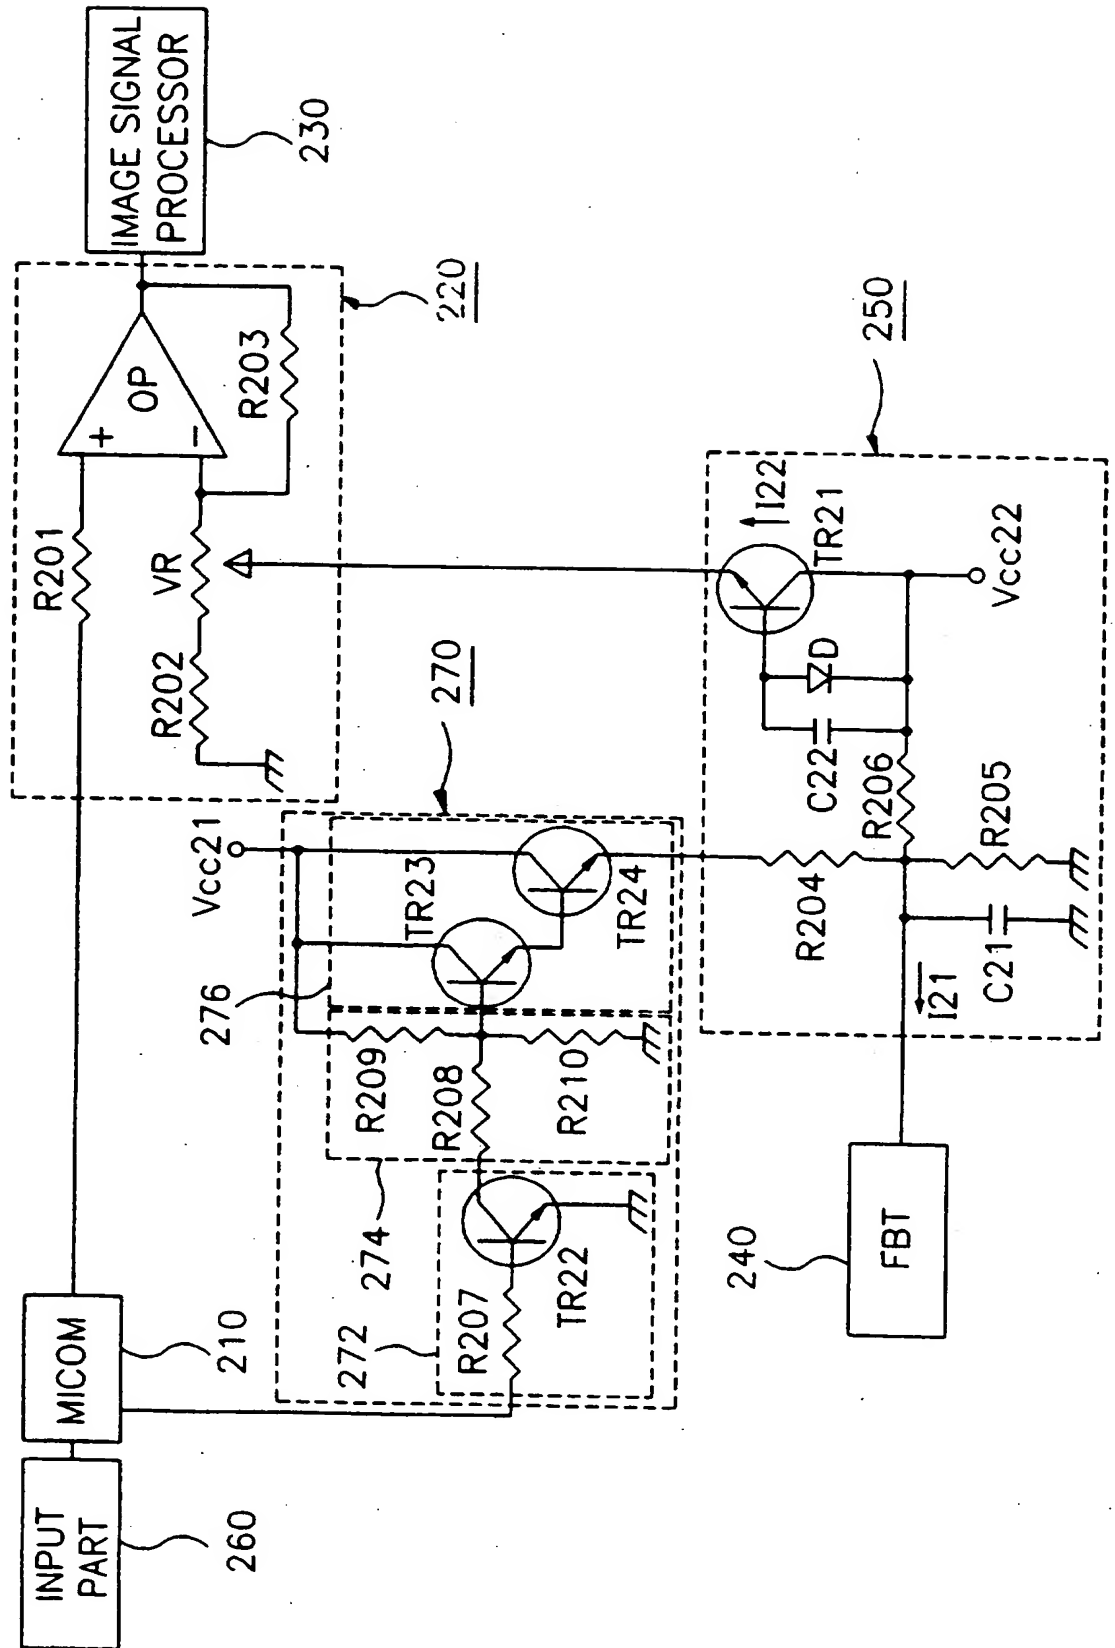 INPUT
PART
260
MICOM
210
R201
OP
+
−
R202
VR
R203
220
IMAGE SIGNAL
PROCESSOR
230
272
R207
TR22
274
R208
R209
R210
276
Vcc21
TR23
TR24
270
240
FBT
I21
C21
R204
R205
R206
C22
D
TR21
I22
Vcc22
250